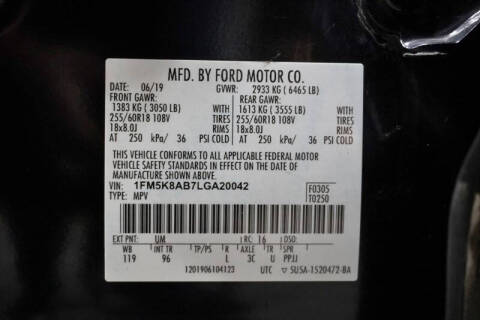 MFD. BY FORD MOTOR CO.
DATE: 06/19 GVWR: 2933 KG ( 6465 LB)
FRONT GAWR: REAR GAWR:
1383 KG ( 3050 LB) 1613 KG ( 3555 LB)
255/60R18 108V TIRES 255/60R18 108V TIRES
18x8.0J RIMS 18x8.0J RIMS
AT 250 kPa/ 36 PSI COLD AT 250 kPa/ 36 PSI COLD
THIS VEHICLE CONFORMS TO ALL APPLICABLE FEDERAL MOTOR
VEHICLE SAFETY STANDARDS IN EFFECT ON THE DATE OF
MANUFACTURE SHOWN ABOVE.
VIN: 1FM5K8AB7LGA20042 F0305
TYPE: MPV T0250
EXT PNT: UM RC: 16 DSO:
WB INT TR TP/PS R AXLE TR SPR
119 96 L 3C U PPJJ
1201906104123 UTC ▽ SU5A-1520472-BA